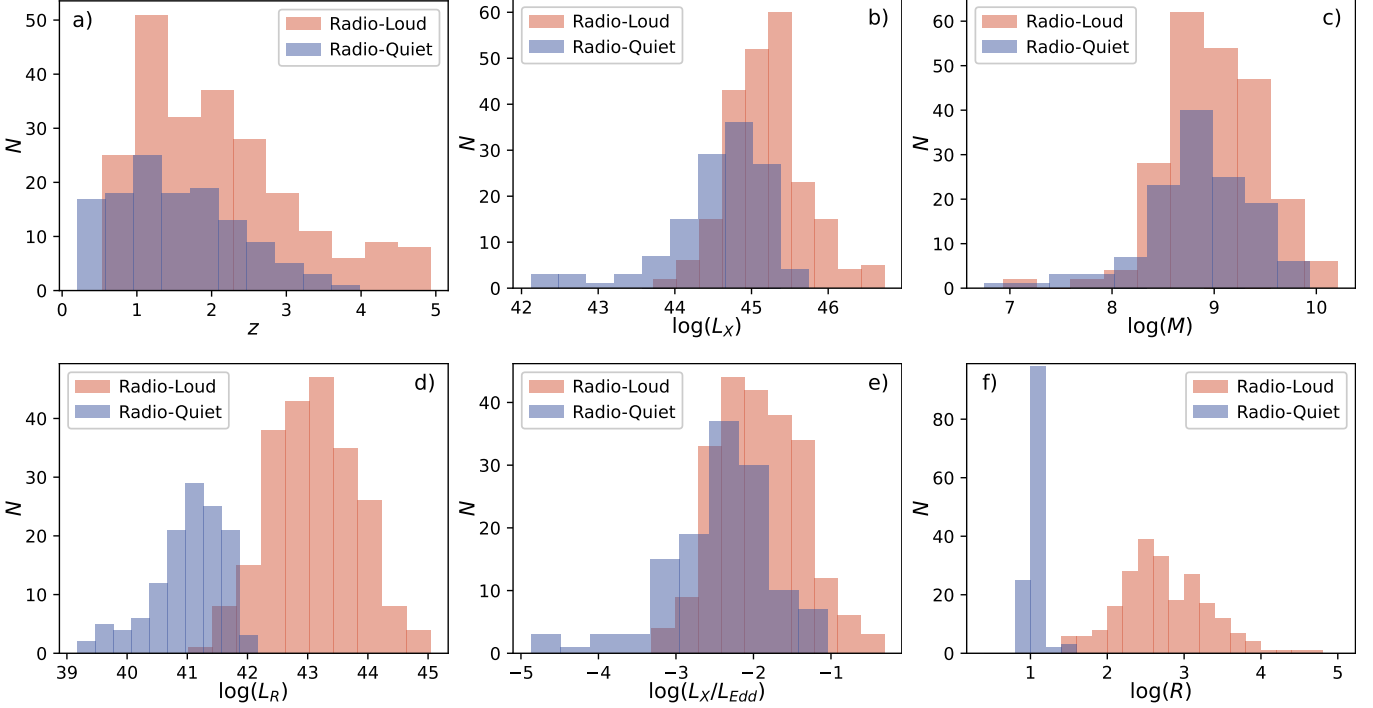 a)
Radio-Loud
Radio-Quiet
50
40
30
20
10
0
N
0 1 2 3 4 5
z
b)
Radio-Loud
Radio-Quiet
60
50
40
30
20
10
0
N
42 43 44 45 46
log(L_X)
c)
Radio-Loud
Radio-Quiet
60
50
40
30
20
10
0
N
7 8 9 10
log(M)
d)
Radio-Loud
Radio-Quiet
40
30
20
10
0
N
39 40 41 42 43 44 45
log(L_R)
e)
Radio-Loud
Radio-Quiet
40
30
20
10
0
N
−5 −4 −3 −2 −1
log(L_X/L_Edd)
f)
Radio-Loud
Radio-Quiet
80
60
40
20
0
N
1 2 3 4 5
log(R)